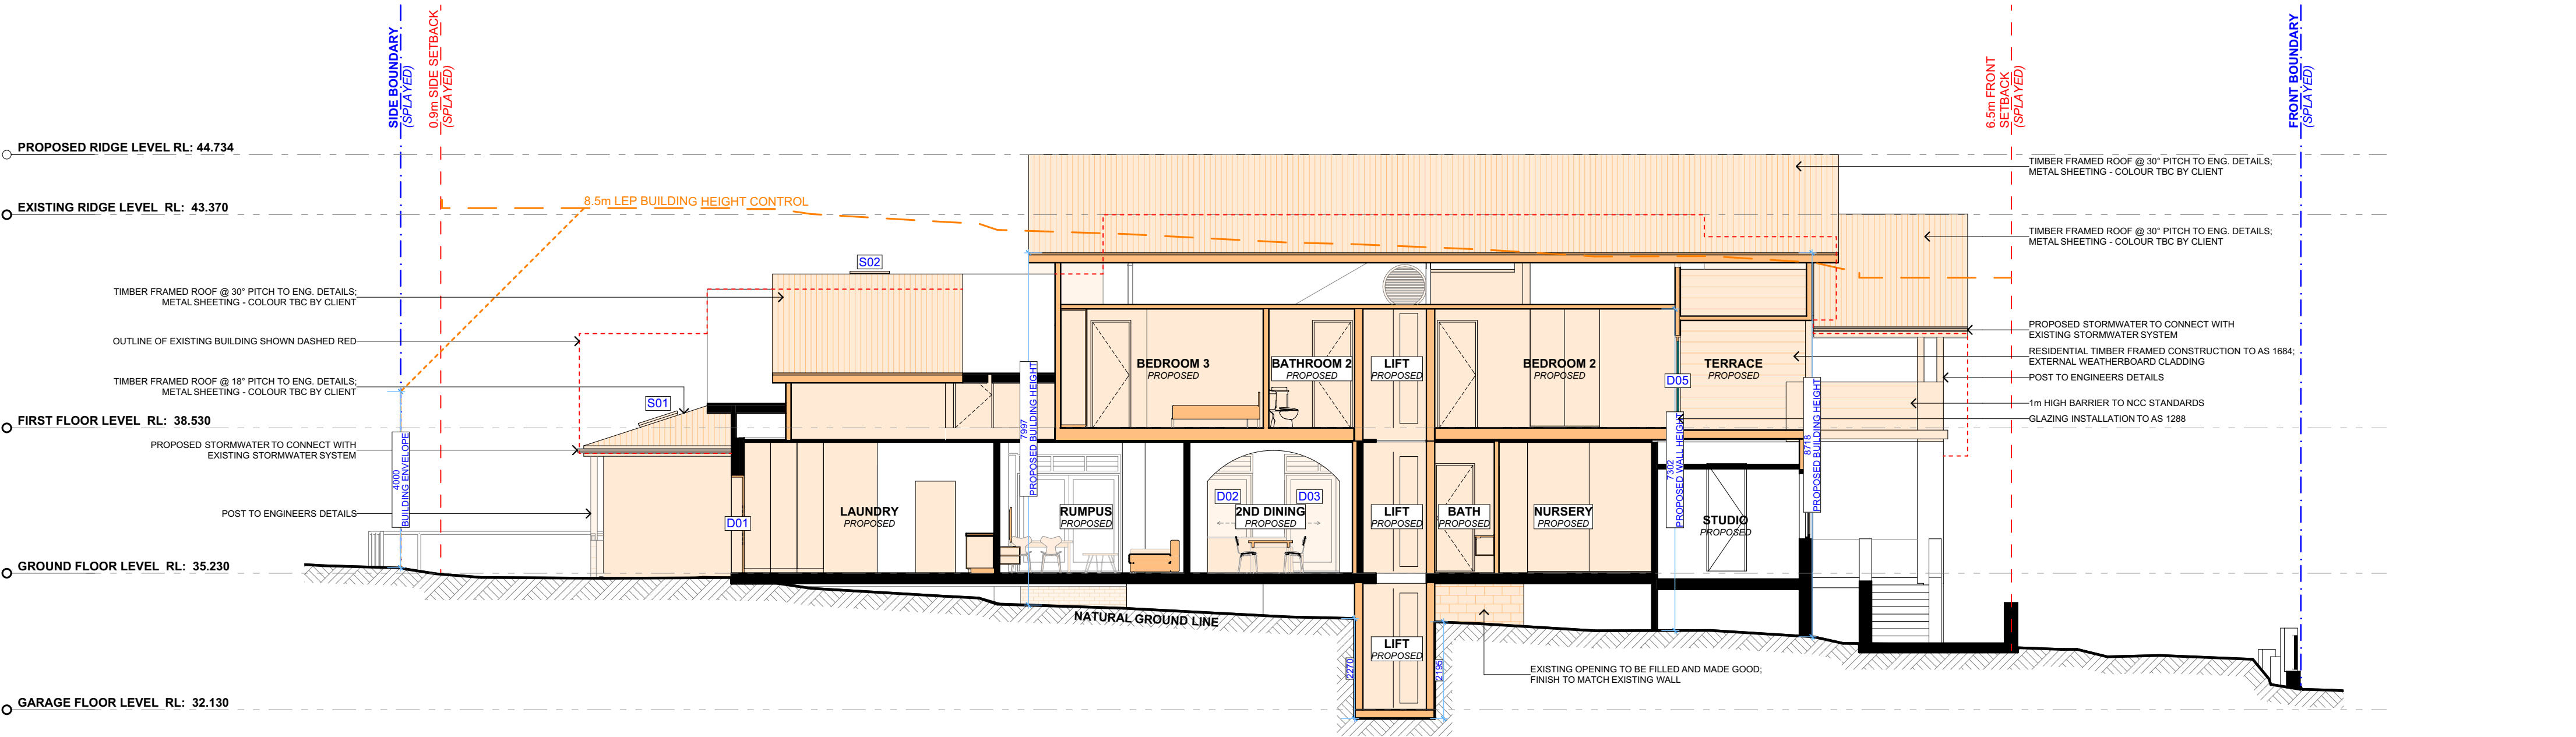 SIDE BOUNDARY
(SPLAYED)
0.9m SIDE SETBACK
(SPLAYED)
6.5m FRONT
SETBACK
(SPLAYED)
FRONT BOUNDARY
(SPLAYED)
PROPOSED RIDGE LEVEL RL: 44.734
EXISTING RIDGE LEVEL RL: 43.370
8.5m LEP BUILDING HEIGHT CONTROL
TIMBER FRAMED ROOF @ 30° PITCH TO ENG. DETAILS;
METAL SHEETING - COLOUR TBC BY CLIENT
TIMBER FRAMED ROOF @ 30° PITCH TO ENG. DETAILS;
METAL SHEETING - COLOUR TBC BY CLIENT
S02
TIMBER FRAMED ROOF @ 30° PITCH TO ENG. DETAILS;
METAL SHEETING - COLOUR TBC BY CLIENT
OUTLINE OF EXISTING BUILDING SHOWN DASHED RED
TIMBER FRAMED ROOF @ 18° PITCH TO ENG. DETAILS;
METAL SHEETING - COLOUR TBC BY CLIENT
S01
FIRST FLOOR LEVEL RL: 38.530
PROPOSED STORMWATER TO CONNECT WITH
EXISTING STORMWATER SYSTEM
POST TO ENGINEERS DETAILS
4000
BUILDING ENVELOPE
GROUND FLOOR LEVEL RL: 35.230
GARAGE FLOOR LEVEL RL: 32.130
BEDROOM 3
PROPOSED
BATHROOM 2
PROPOSED
LIFT
PROPOSED
BEDROOM 2
PROPOSED
D05
TERRACE
PROPOSED
7997
PROPOSED BUILDING HEIGHT
7302
PROPOSED WALL HEIGHT
8718
PROPOSED BUILDING HEIGHT
PROPOSED STORMWATER TO CONNECT WITH
EXISTING STORMWATER SYSTEM
RESIDENTIAL TIMBER FRAMED CONSTRUCTION TO AS 1684;
EXTERNAL WEATHERBOARD CLADDING
POST TO ENGINEERS DETAILS
1m HIGH BARRIER TO NCC STANDARDS
GLAZING INSTALLATION TO AS 1288
D01
LAUNDRY
PROPOSED
RUMPUS
PROPOSED
D02
D03
2ND DINING
PROPOSED
LIFT
PROPOSED
BATH
PROPOSED
NURSERY
PROPOSED
STUDIO
PROPOSED
NATURAL GROUND LINE
LIFT
PROPOSED
2270
2195
EXISTING OPENING TO BE FILLED AND MADE GOOD;
FINISH TO MATCH EXISTING WALL